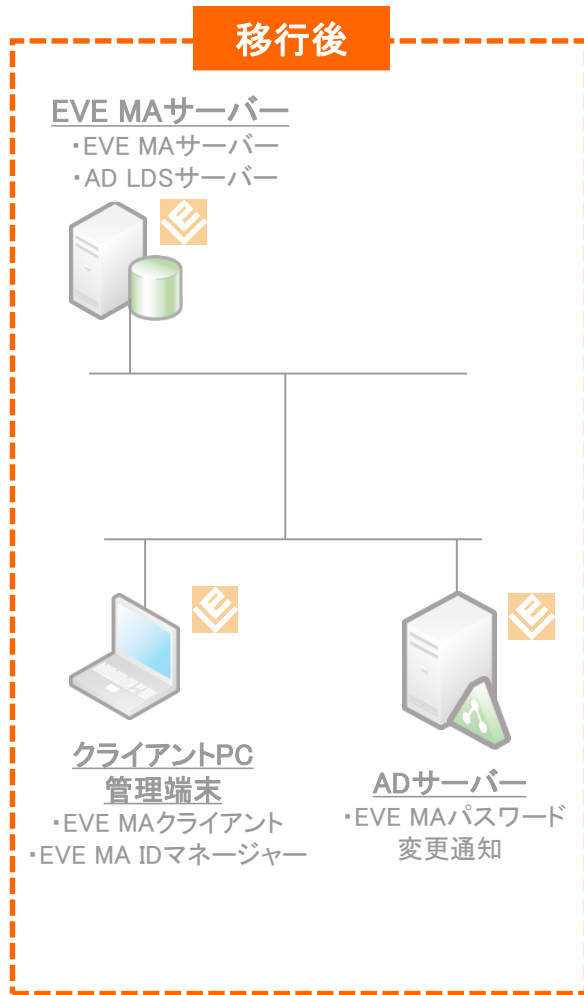 移行後
EVE MAサーバー
・EVE MAサーバー
・AD LDSサーバー
クライアントPC
管理端末
・EVE MAクライアント
・EVE MA IDマネージャー
ADサーバー
・EVE MAパスワード
変更通知